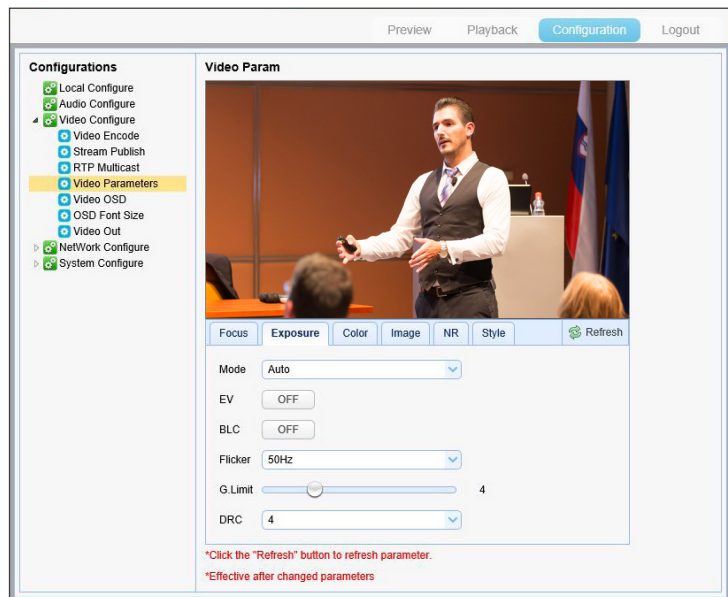 Preview Playback Configuration Logout
Configurations
Local Configure
Audio Configure
Video Configure
Video Encode
Stream Publish
RTP Multicast
Video Parameters
Video OSD
OSD Font Size
Video Out
NetWork Configure
System Configure
Video Param
Focus Exposure Color Image NR Style Refresh
Mode Auto
EV OFF
BLC OFF
Flicker 50Hz
G.Limit 4
DRC 4
*Click the "Refresh" button to refresh parameter.
*Effective after changed parameters